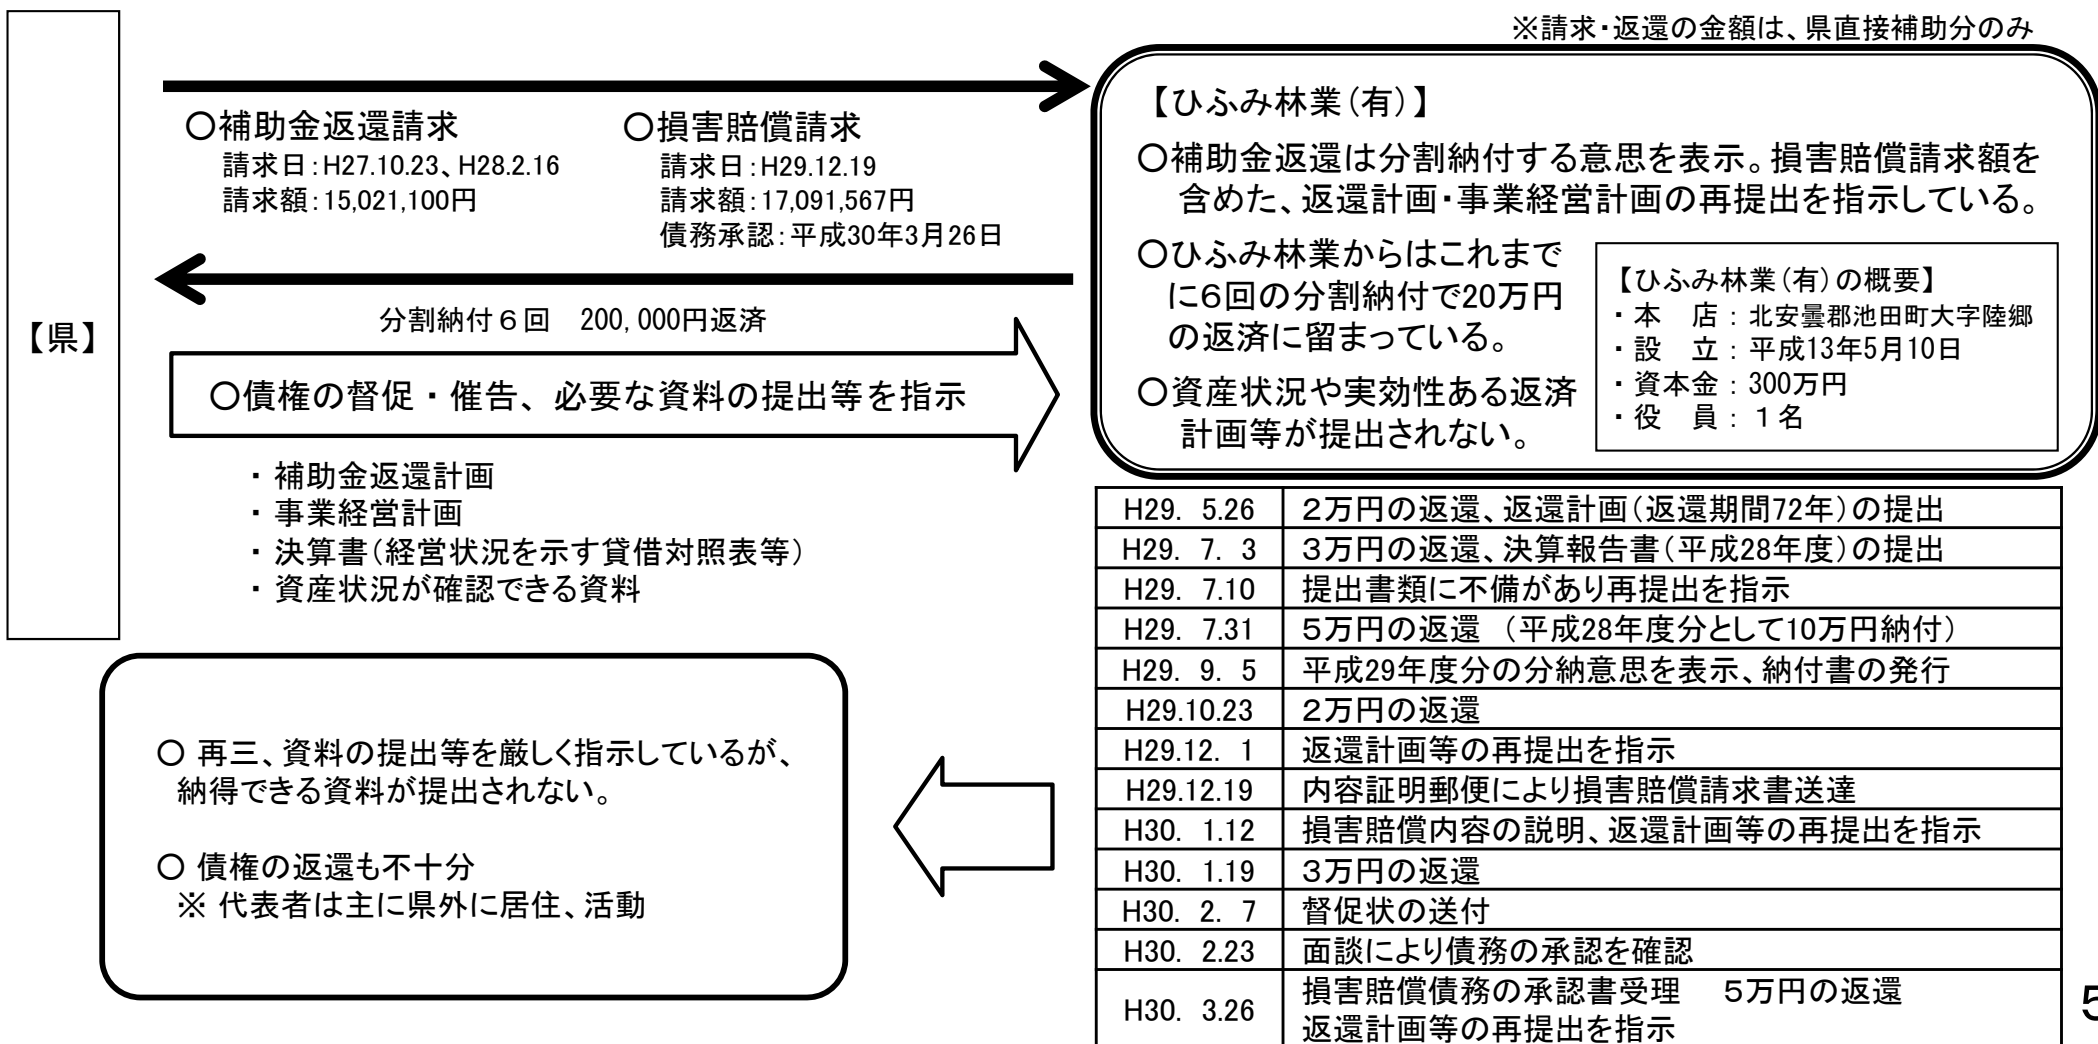 ※請求・返還の金額は、県直接補助分のみ
【県】
○補助金返還請求
請求日：H27.10.23、H28.2.16
請求額：15,021,100円
○損害賠償請求
請求日：H29.12.19
請求額：17,091,567円
債務承認：平成30年3月26日
分割納付６回　200,000円返済
○債権の督促・催告、必要な資料の提出等を指示
・補助金返還計画
・事業経営計画
・決算書（経営状況を示す貸借対照表等）
・資産状況が確認できる資料
【ひふみ林業（有）】
○補助金返還は分割納付する意思を表示。損害賠償請求額を
含めた、返還計画・事業経営計画の再提出を指示している。
○ひふみ林業からはこれまで
に６回の分割納付で20万円
の返済に留まっている。
○資産状況や実効性ある返済
計画等が提出されない。
【ひふみ林業（有）の概要】
・本　店：北安曇郡池田町大字陸郷
・設　立：平成13年5月10日
・資本金：300万円
・役　員：１名
H29. 5.26　２万円の返還、返還計画（返還期間72年）の提出
H29. 7. 3　３万円の返還、決算報告書（平成28年度）の提出
H29. 7.10　提出書類に不備があり再提出を指示
H29. 7.31　５万円の返還　（平成28年度分として10万円納付）
H29. 9. 5　平成29年度分の分納意思を表示、納付書の発行
H29.10.23　２万円の返還
H29.12. 1　返還計画等の再提出を指示
H29.12.19　内容証明郵便により損害賠償請求書送達
H30. 1.12　損害賠償内容の説明、返還計画等の再提出を指示
H30. 1.19　３万円の返還
H30. 2. 7　督促状の送付
H30. 2.23　面談により債務の承認を確認
H30. 3.26　損害賠償債務の承認書受理　５万円の返還
返還計画等の再提出を指示
○ 再三、資料の提出等を厳しく指示しているが、
納得できる資料が提出されない。
○ 債権の返還も不十分
※ 代表者は主に県外に居住、活動
5